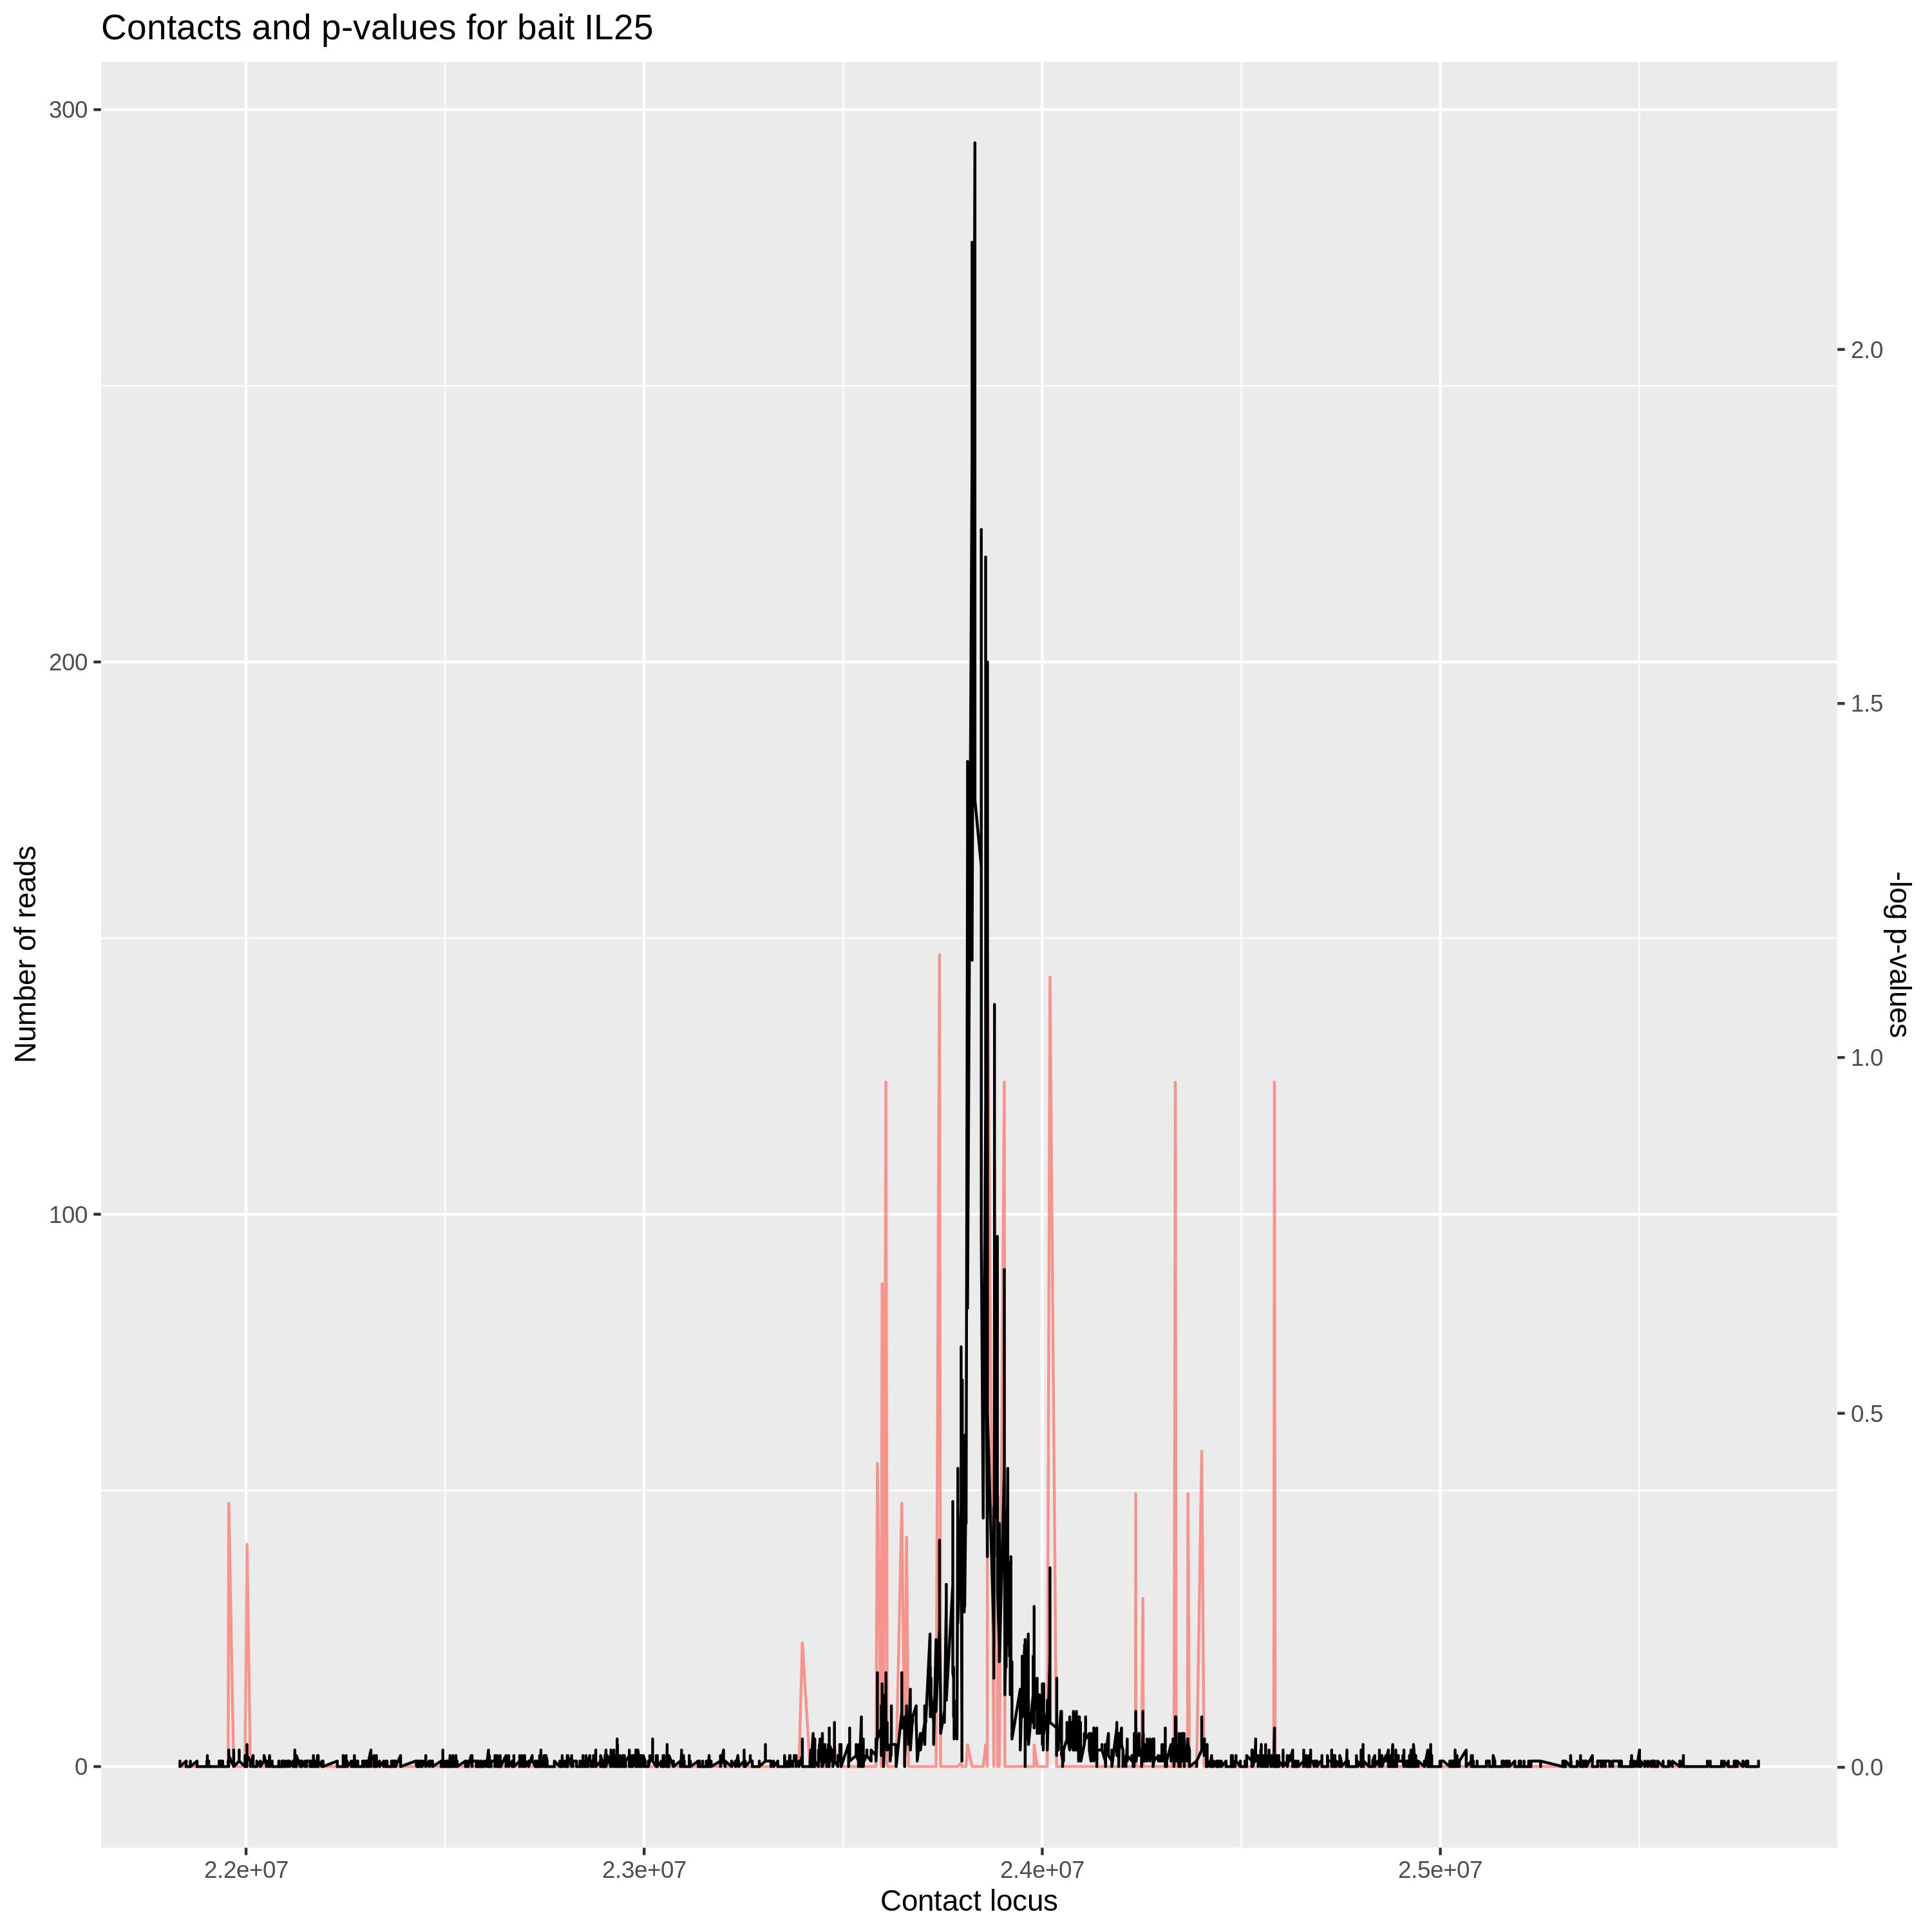 Contacts and p-values for bait IL25
300
200
100
0
Number of reads
2.0
1.5
1.0
0.5
0.0
-log p-values
2.2e+07
2.3e+07
2.4e+07
2.5e+07
Contact locus